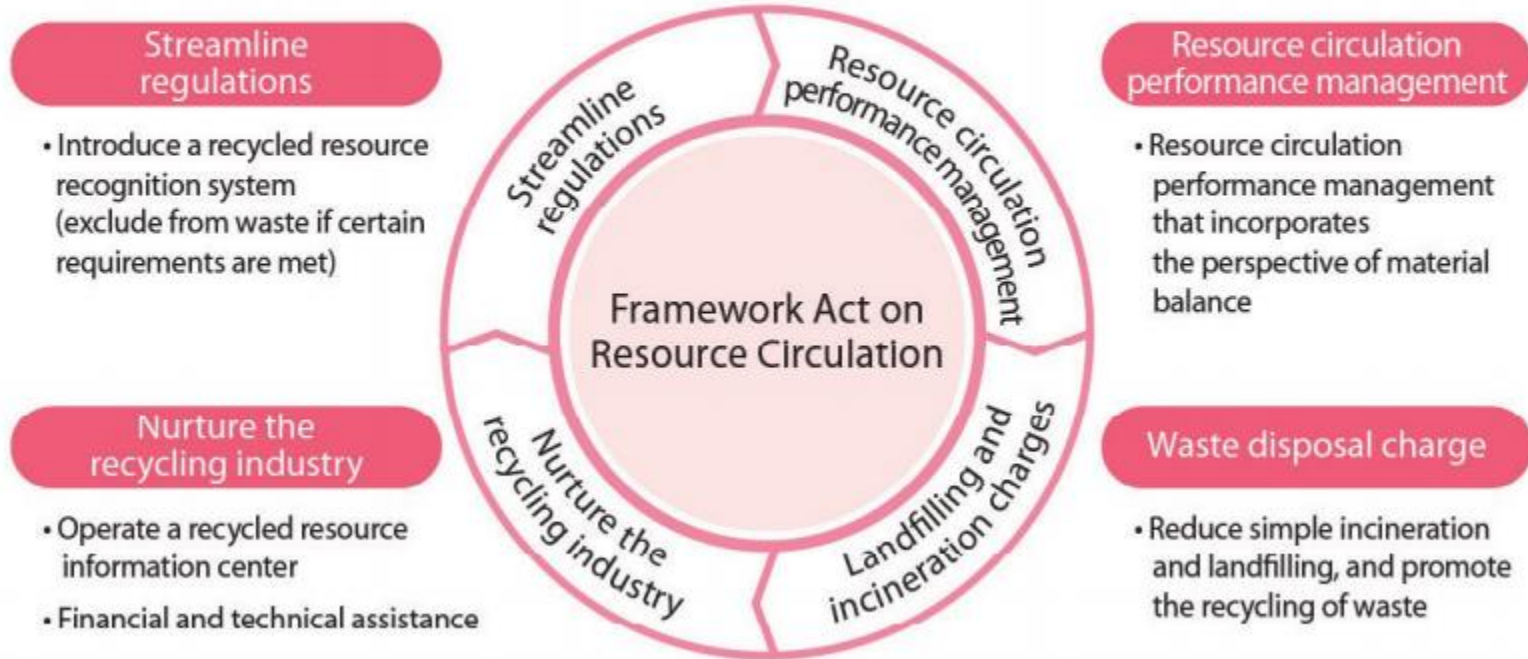 Streamline
regulations
• Introduce a recycled resource
recognition system
(exclude from waste if certain
requirements are met)
Nurture the
recycling industry
• Operate a recycled resource
information center
• Financial and technical assistance
Streamline
regulations
Resource circulation
performance management
Framework Act on
Resource Circulation
Nurture the
recycling industry
Landfilling and
incineration charges
Resource circulation
performance management
• Resource circulation
performance management
that incorporates
the perspective of material
balance
Waste disposal charge
• Reduce simple incineration
and landfilling, and promote
the recycling of waste